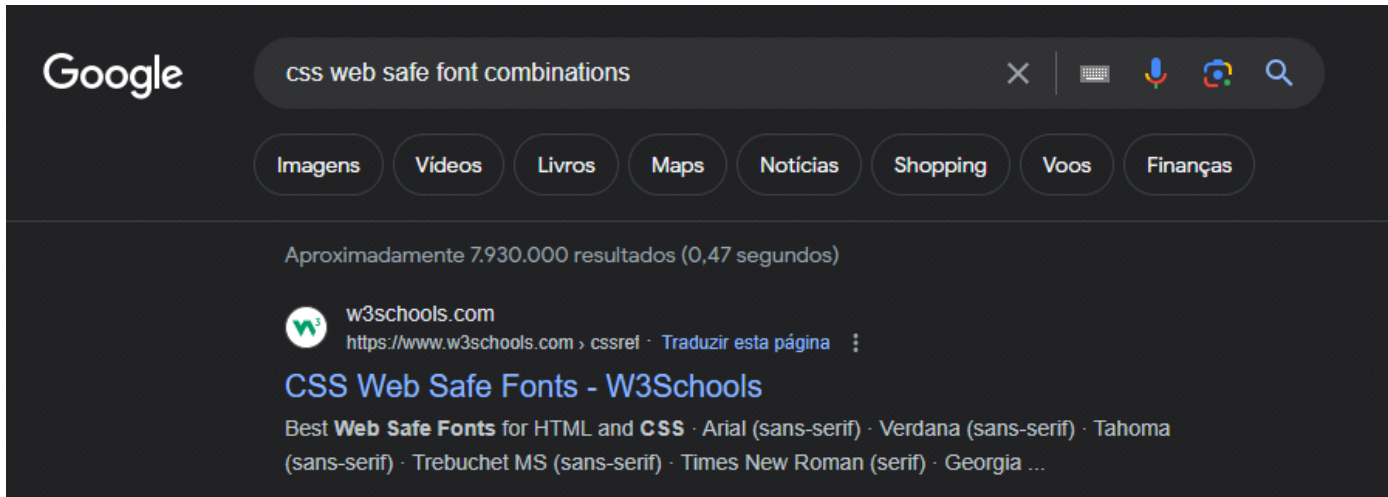 Google
css web safe font combinations
Imagens Vídeos Livros Maps Notícias Shopping Voos Finanças
Aproximadamente 7.930.000 resultados (0,47 segundos)
w3schools.com
https://www.w3schools.com › cssref · Traduzir esta página
CSS Web Safe Fonts - W3Schools
Best Web Safe Fonts for HTML and CSS · Arial (sans-serif) · Verdana (sans-serif) · Tahoma
(sans-serif) · Trebuchet MS (sans-serif) · Times New Roman (serif) · Georgia ...